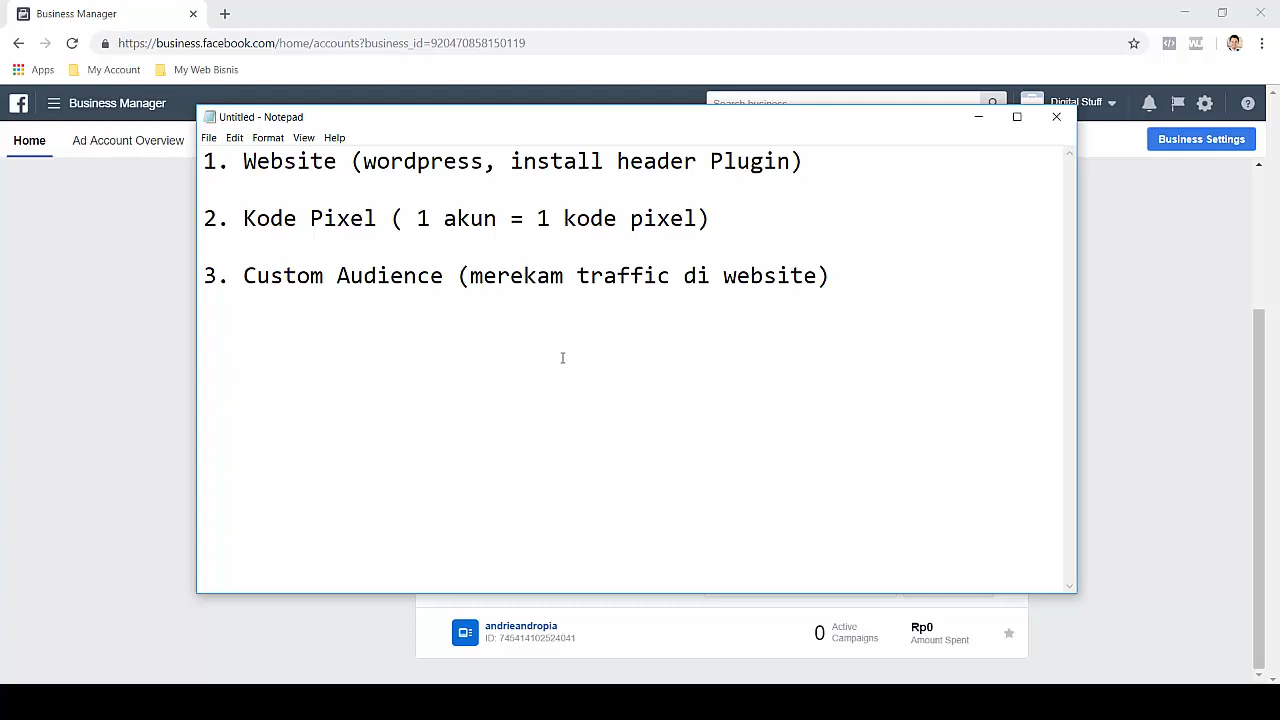 Business Manager
https://business.facebook.com/home/accounts?business_id=920470858150119
Apps My Account My Web Bisnis
Business Manager Search business Digital Stuff
Untitled - Notepad
Home Ad Account Overview Business Settings
File Edit Format View Help
1. Website (wordpress, install header Plugin)
2. Kode Pixel ( 1 akun = 1 kode pixel)
3. Custom Audience (merekam traffic di website)
andrieandropia
ID: 745414102524041
0 Active Campaigns
Rp0
Amount Spent